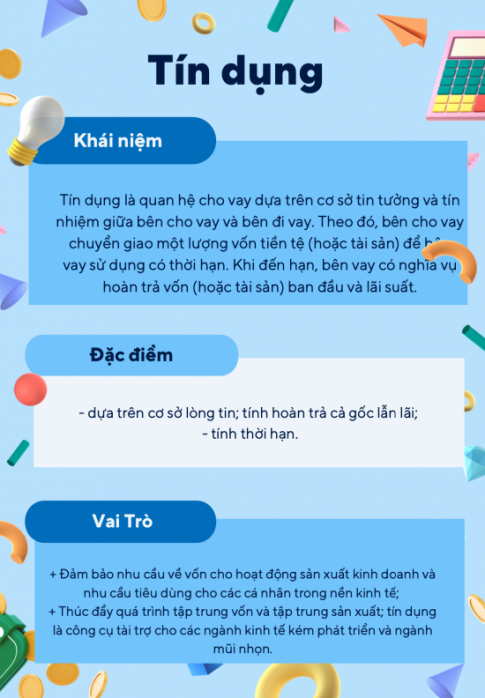 Tín dụng
Khái niệm
Tín dụng là quan hệ cho vay dựa trên cơ sở tin tưởng và tín
nhiệm giữa bên cho vay và bên đi vay. Theo đó, bên cho vay
chuyển giao một lượng vốn tiền tệ (hoặc tài sản) để
vay sử dụng có thời hạn. Khi đến hạn, bên vay có nghĩa vụ
hoàn trả vốn (hoặc tài sản) ban đầu và lãi suất.
Đặc điểm
- dựa trên cơ sở lòng tin; tính hoàn trả cả gốc lẫn lãi;
- tính thời hạn.
Vai Trò
+ Đảm bảo nhu cầu về vốn cho hoạt động sản xuất kinh doanh và
nhu cầu tiêu dùng cho các cá nhân trong nền kinh tế;
+ Thúc đẩy quá trình tập trung vốn và tập trung sản xuất; tín dụng
là công cụ tài trợ cho các ngành kinh tế kém phát triển và ngành
mũi nhọn.